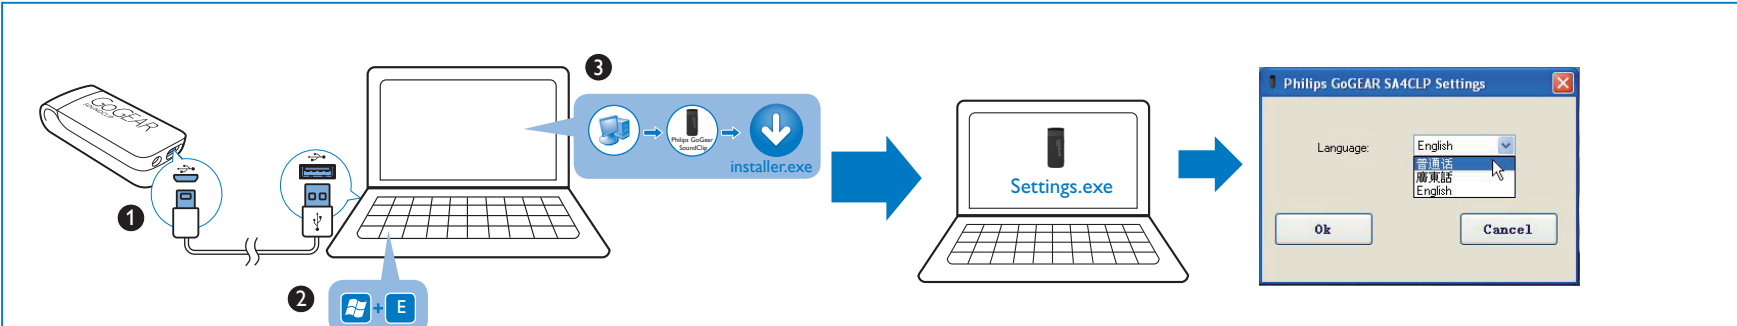 1
GoGEAR
SOUNDCLIP
2
+ E
3
Philips GoGear
SoundClip
installer.exe
Settings.exe
Philips GoGEAR SA4CLP Settings
Language:
English
普通话
廣東話
English
Ok
Cancel